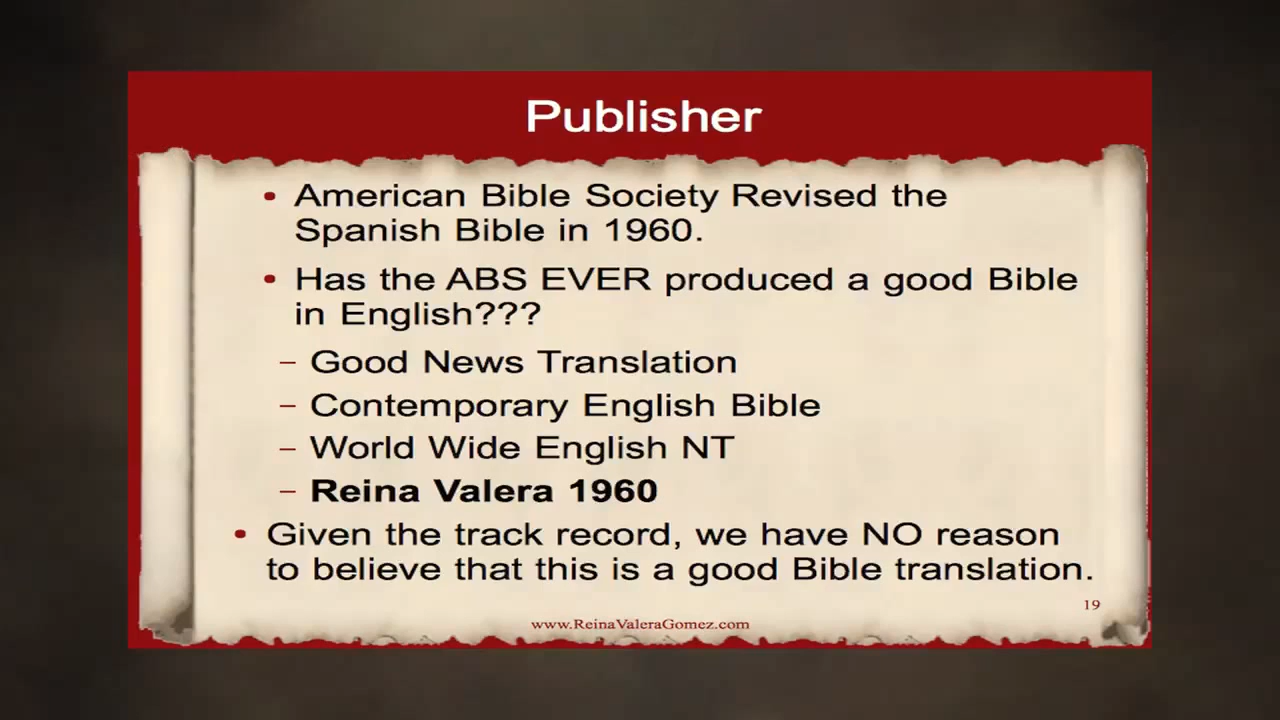 Publisher
• American Bible Society Revised the
Spanish Bible in 1960.
• Has the ABS EVER produced a good Bible
in English???
– Good News Translation
– Contemporary English Bible
– World Wide English NT
– Reina Valera 1960
• Given the track record, we have NO reason
to believe that this is a good Bible translation.
19
www.ReinaValeraGomez.com